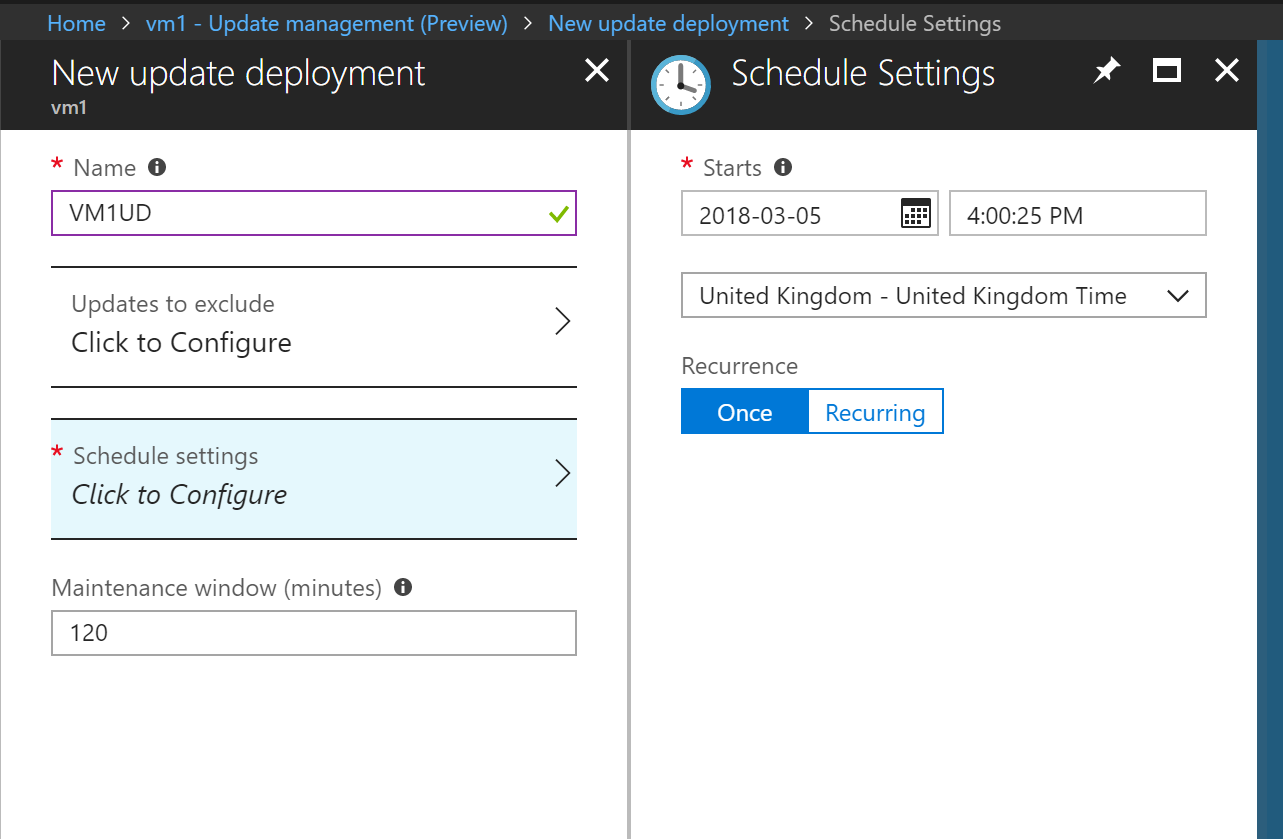 Home > vm1 - Update management (Preview) > New update deployment > Schedule Settings
New update deployment
vm1
* Name
VM1UD
Updates to exclude
Click to Configure
* Schedule settings
Click to Configure
Maintenance window (minutes)
120
Schedule Settings
* Starts
2018-03-05 4:00:25 PM
United Kingdom - United Kingdom Time
Recurrence
Once Recurring